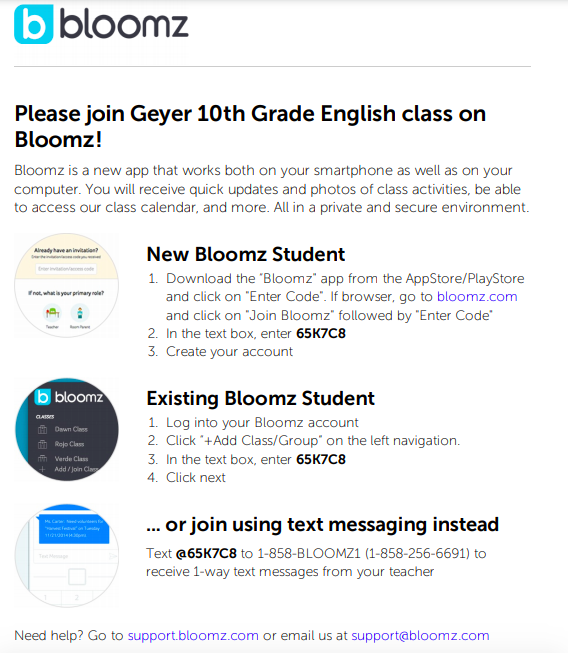 bloomz
Please join Geyer 10th Grade English class on
Bloomz!
Bloomz is a new app that works both on your smartphone as well as on your
computer. You will receive quick updates and photos of class activities, be able
to access our class calendar, and more. All in a private and secure environment.
Already have an invitation?
Enter the invitation/access code you received
Enter invitation/access code
If not, what is your primary role?
Teacher
Room Parent
New Bloomz Student
1. Download the "Bloomz" app from the AppStore/PlayStore
and click on "Enter Code". If browser, go to bloomz.com
and click on "Join Bloomz" followed by "Enter Code"
2. In the text box, enter 65K7C8
3. Create your account
bloomz
CLASSES
Dawn Class
Rojo Class
Verde Class
+ Add / Join Class
Existing Bloomz Student
1. Log into your Bloomz account
2. Click "+Add Class/Group" on the left navigation.
3. In the text box, enter 65K7C8
4. Click next
Ms. Carter: Need volunteers for
"Harvest Festival" on Tuesday
Text Message
1 2
... or join using text messaging instead
Text @65K7C8 to 1-858-BLOOMZ1 (1-858-256-6691) to
receive 1-way text messages from your teacher
Need help? Go to support.bloomz.com or email us at support@bloomz.com